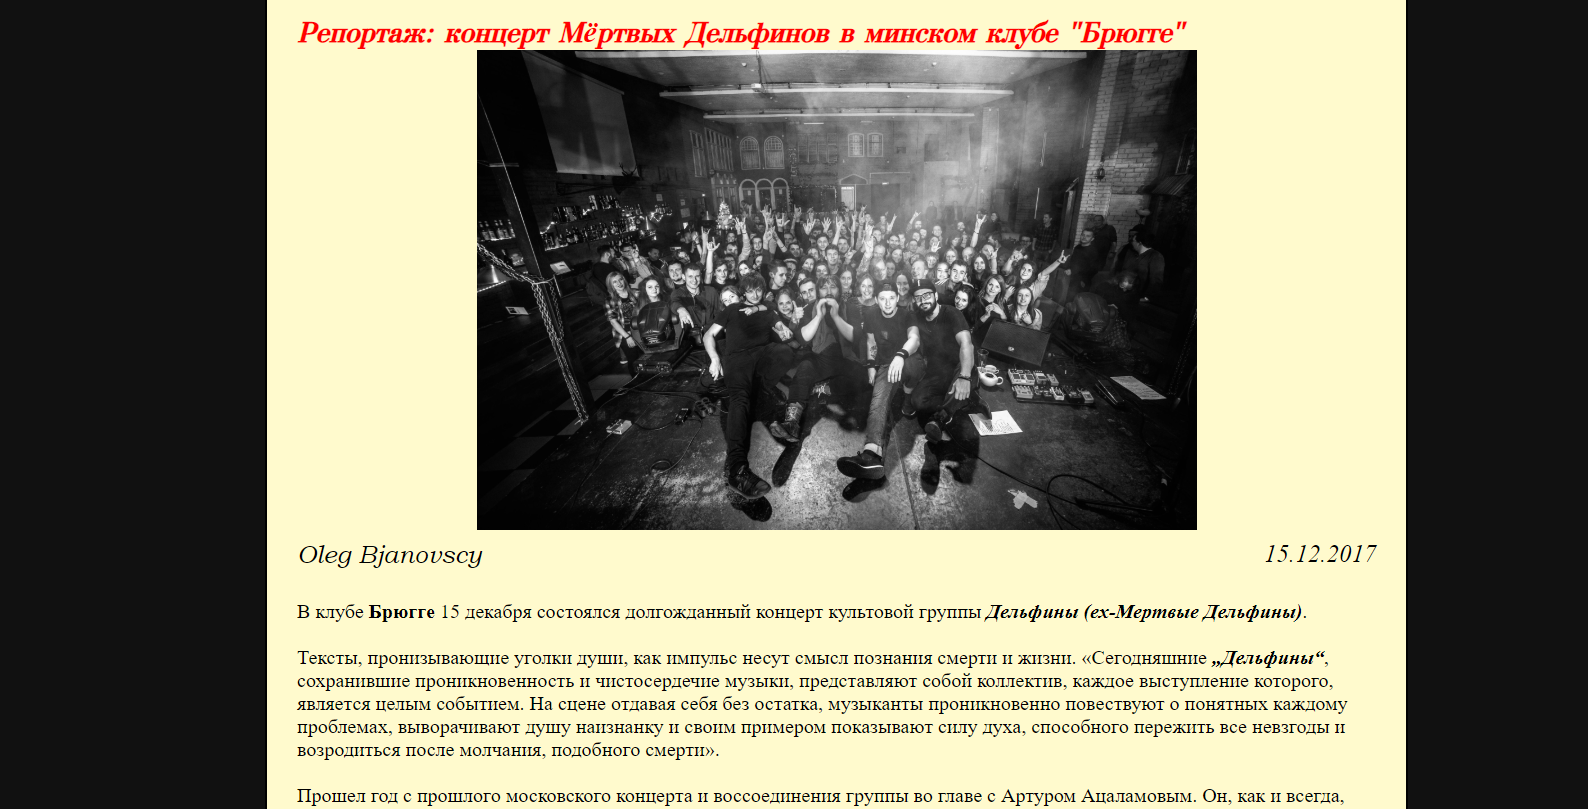 Репортаж: концерт Мёртвых Дельфинов в минском клубе "Брюгге"
Oleg Bjanovscy 15.12.2017
В клубе Брюгге 15 декабря состоялся долгожданный концерт культовой группы Дельфины (ex-Мертвые Дельфины).
Тексты, пронизывающие уголки души, как импульс несут смысл познания смерти и жизни. «Сегодняшние „Дельфины“,
сохранившие проникновенность и чистосердечие музыки, представляют собой коллектив, каждое выступление которого,
является целым событием. На сцене отдавая себя без остатка, музыканты проникновенно повествуют о понятных каждому
проблемах, выворачивают душу наизнанку и своим примером показывают силу духа, способного пережить все невзгоды и
возродиться после молчания, подобного смерти».
Прошел год с прошлого московского концерта и воссоединения группы во главе с Артуром Ацаламовым. Он, как и всегда,